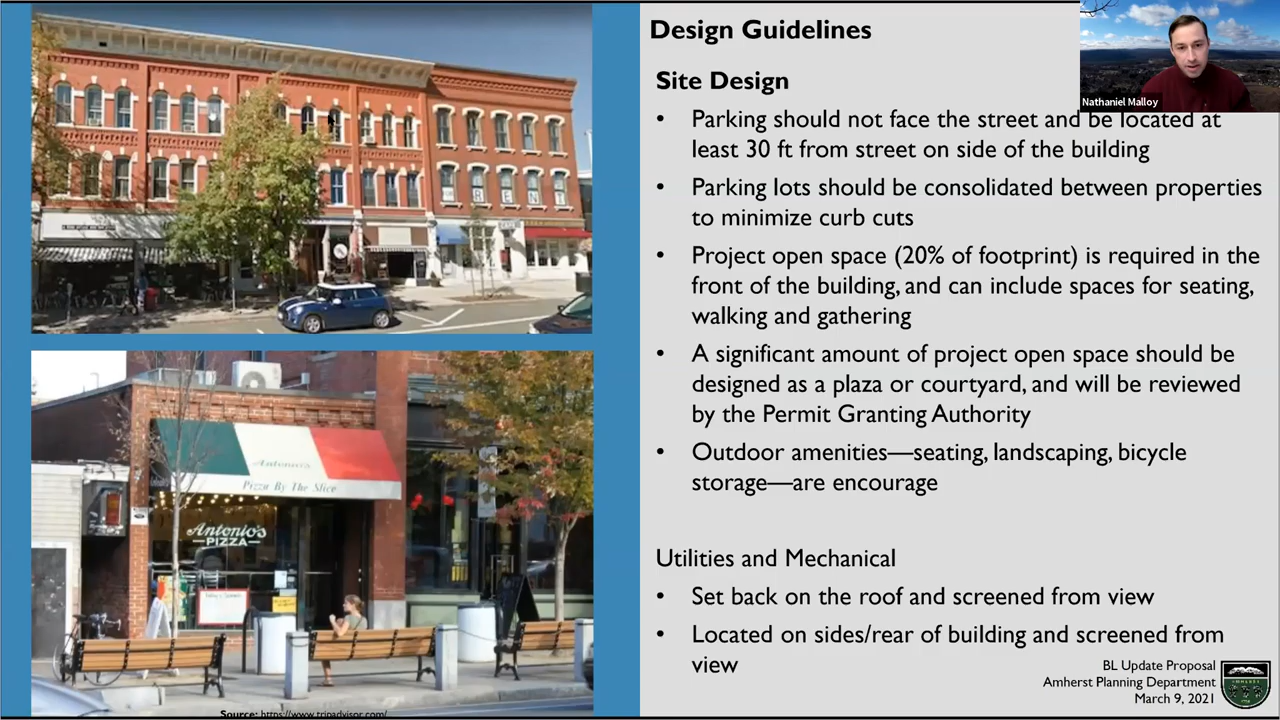 Design Guidelines
Nathaniel Malloy
Site Design
• Parking should not face the street and be located at
least 30 ft from street on side of the building
• Parking lots should be consolidated between properties
to minimize curb cuts
• Project open space (20% of footprint) is required in the
front of the building, and can include spaces for seating,
walking and gathering
• A significant amount of project open space should be
designed as a plaza or courtyard, and will be reviewed
by the Permit Granting Authority
• Outdoor amenities—seating, landscaping, bicycle
storage—are encourage
Utilities and Mechanical
• Set back on the roof and screened from view
• Located on sides/rear of building and screened from
view
BL Update Proposal
Amherst Planning Department
March 9, 2021
Antonio's
Pizza By The Slice
Antonio's
PIZZA
Source: https://www.tripadvisor.com/